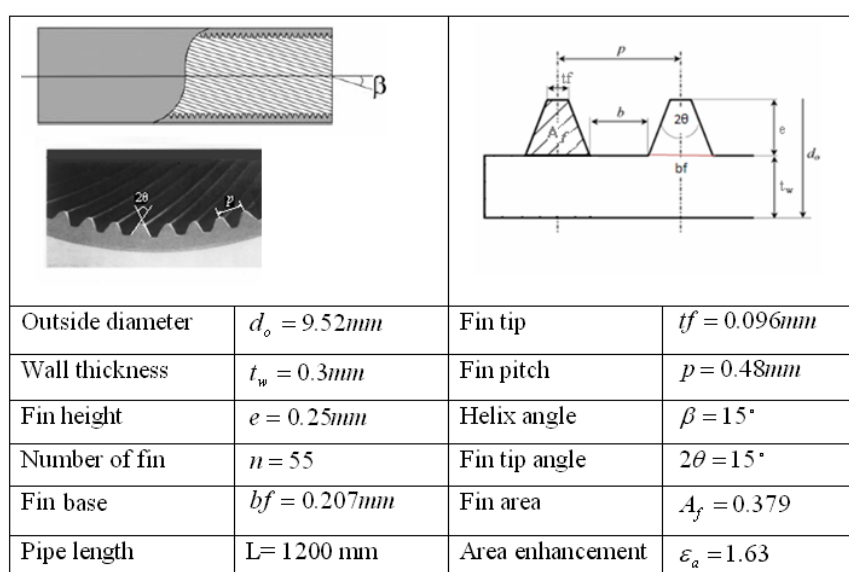 β
2θ
p
p
tf
b
2θ
e
A_f
bf
d_o
t_w
Outside diameter d_o = 9.52mm Fin tip tf = 0.096mm
Wall thickness t_w = 0.3mm Fin pitch p = 0.48mm
Fin height e = 0.25mm Helix angle β = 15°
Number of fin n = 55 Fin tip angle 2θ = 15°
Fin base bf = 0.207mm Fin area A_f = 0.379
Pipe length L= 1200 mm Area enhancement ε_a = 1.63